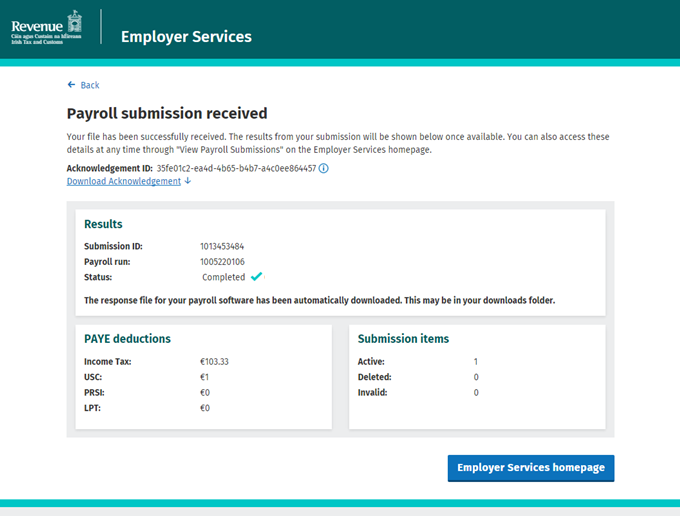 Revenue
Cáin agus Custaim na hÉireann
Irish Tax and Customs
Employer Services
Back
Payroll submission received
Your file has been successfully received. The results from your submission will be shown below once available. You can also access these
details at any time through "View Payroll Submissions" on the Employer Services homepage.
Acknowledgement ID: 35fe01c2-ea4d-4b65-b4b7-a4c0ee864457
Download Acknowledgement
Results
Submission ID: 1013453484
Payroll run: 1005220106
Status: Completed
The response file for your payroll software has been automatically downloaded. This may be in your downloads folder.
PAYE deductions
Income Tax: €103.33
USC: €1
PRSI: €0
LPT: €0
Submission items
Active: 1
Deleted: 0
Invalid: 0
Employer Services homepage